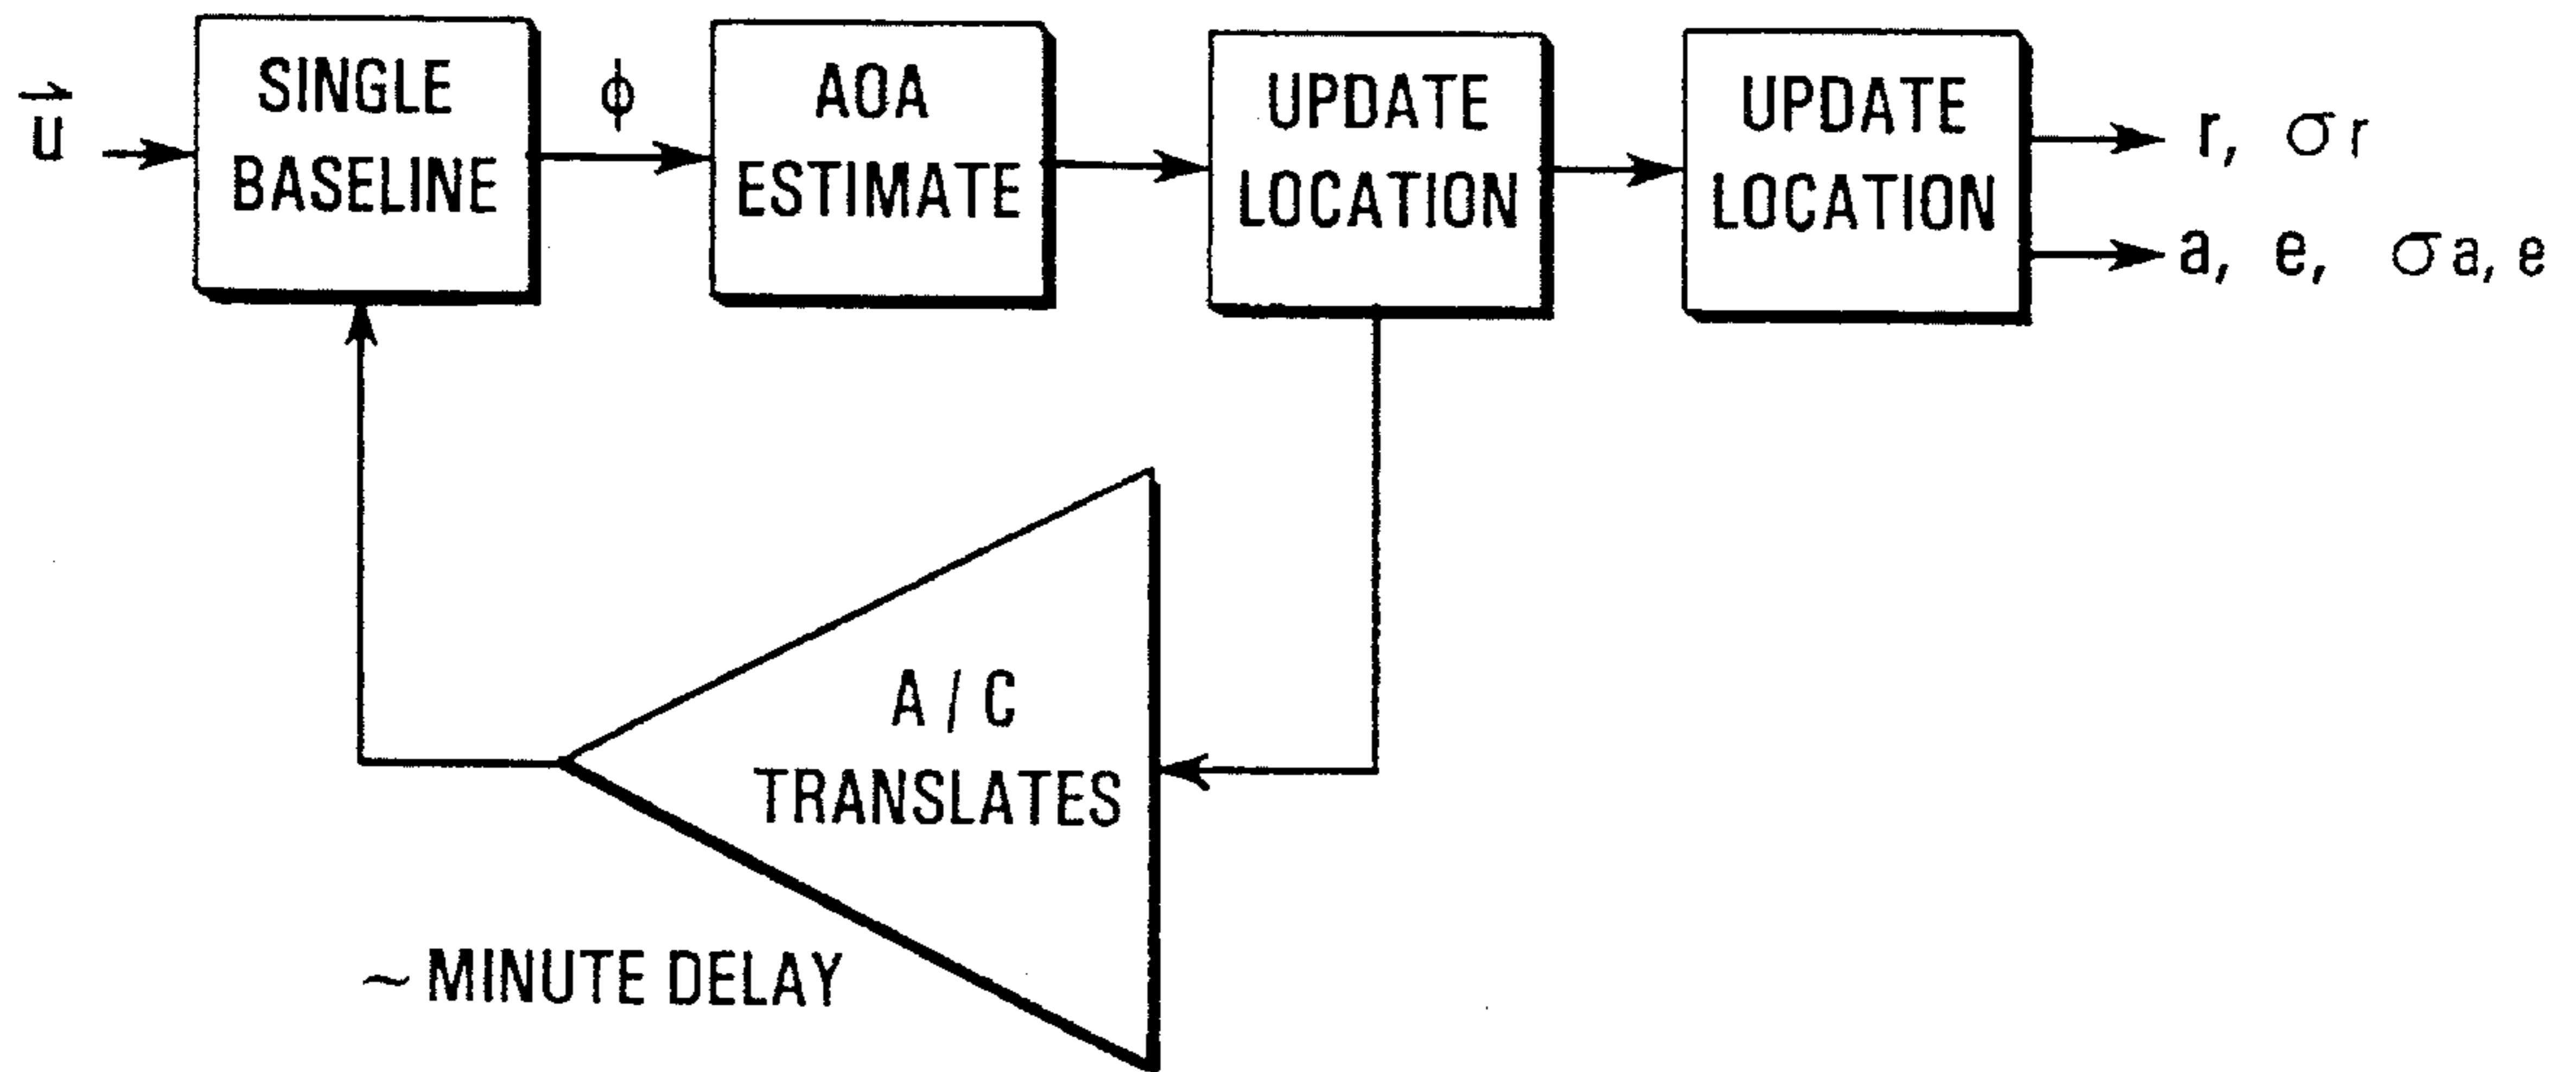 u⃗
SINGLE
BASELINE
ϕ
AOA
ESTIMATE
UPDATE
LOCATION
UPDATE
LOCATION
r, σr
a, e, σa, e
A / C
TRANSLATES
~ MINUTE DELAY